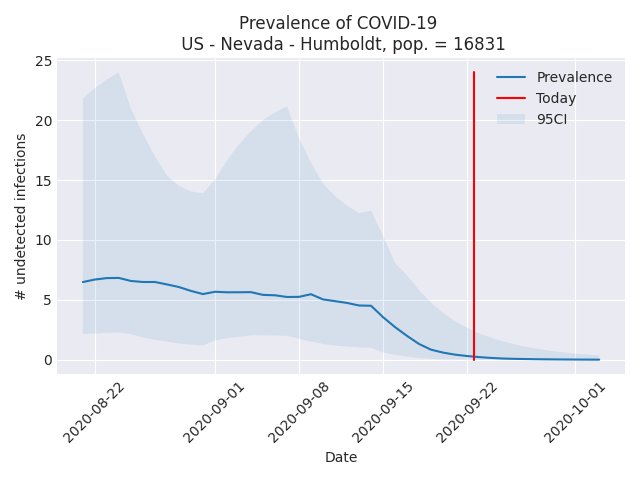 Prevalence of COVID-19
US - Nevada - Humboldt, pop. = 16831
25
20
15
10
5
0
# undetected infections
Prevalence
Today
95CI
2020-08-22
2020-09-01
2020-09-08
2020-09-15
2020-09-22
2020-10-01
Date